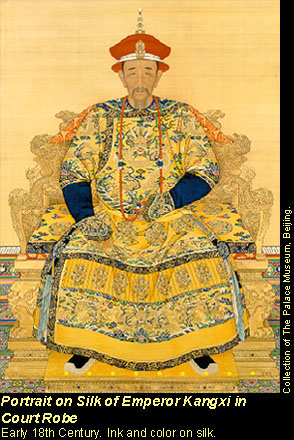 Portrait on Silk of Emperor Kangxi in
Court Robe
Early 18th Century. Ink and color on silk.
Collection of The Palace Museum, Beijing.